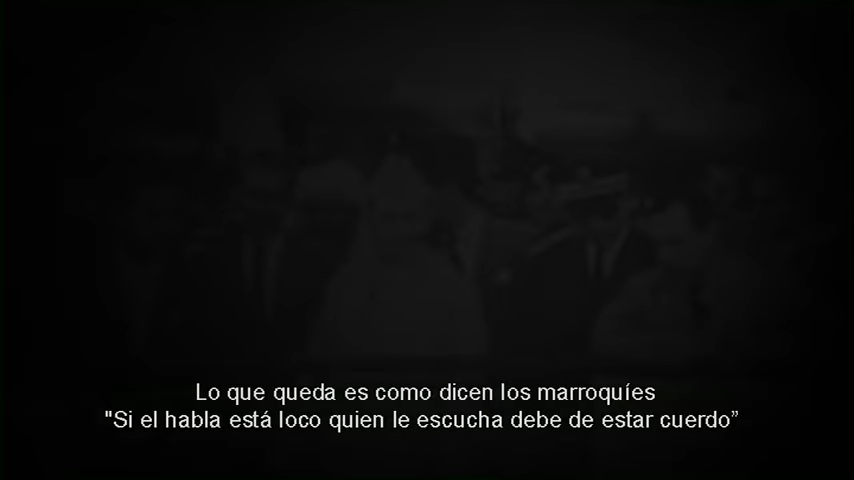 Lo que queda es como dicen los marroquíes
"Si el habla está loco quien le escucha debe de estar cuerdo”